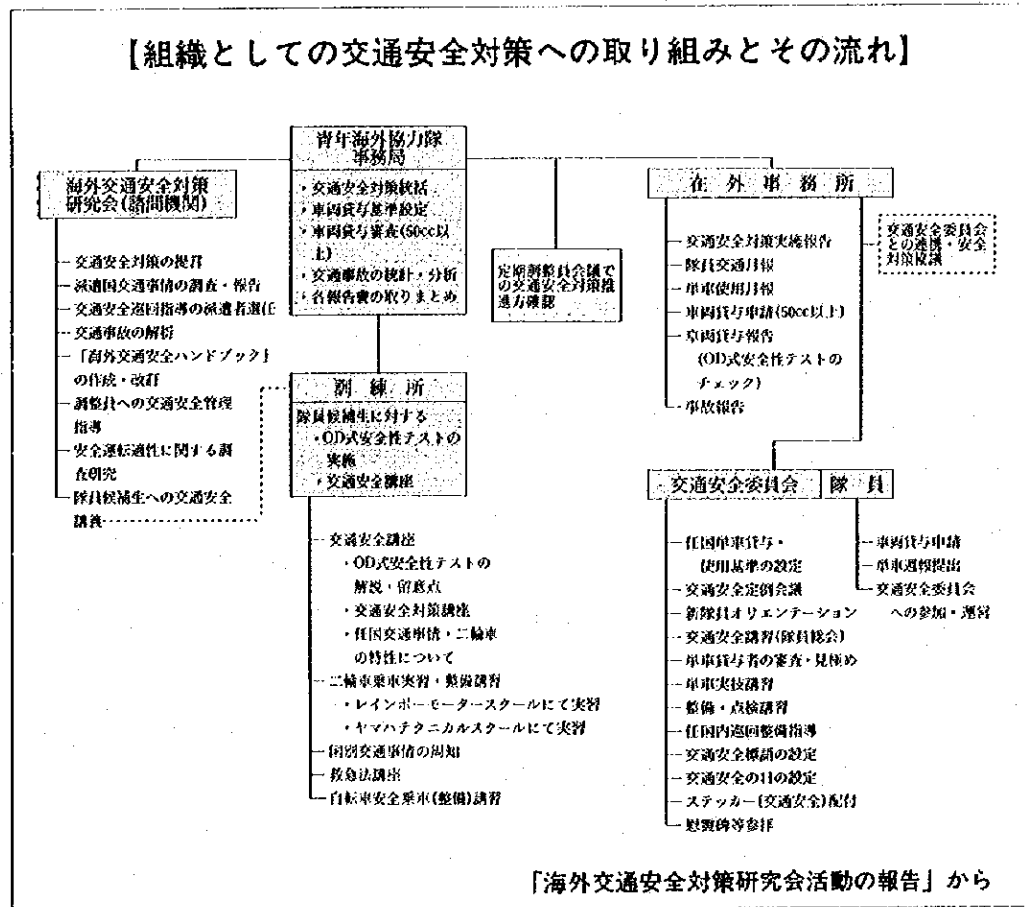 【組織としての交通安全対策への取り組みとその流れ】
青年海外協力隊
事務局
・交通安全対策統括
・車両貸与基準設定
・車両貸与審査(50cc以
上)
・交通事故の統計・分析
・各報告書の取りまとめ
海外交通安全対策
研究会(諮問機関)
交通安全対策の提言
派遣国交通事情の調査・報告
交通安全巡回指導の派遣者選任
交通事故の解析
「海外交通安全ハンドブック」
の作成・改訂
調整員への交通安全管理
指導
安全運転適性に関する調
査研究
隊員候補生への交通安全
講義
定期調整員会議で
の交通安全対策推
進方確認
訓練所
隊員候補生に対する
・OD式安全性テストの
実施
・交通安全講座
交通安全講座
・OD式安全性テストの
解説・留意点
・交通安全対策講座
・任国交通事情・二輪車
の特性について
二輪車乗車実習・整備講習
・レインボーモータースクールにて実習
・ヤマハテクニカルスクールにて実習
国別交通事情の周知
救急法講座
自転車安全乗車(整備)講習
在外事務所
交通安全対策実施報告
隊員交通月報
単車使用月報
車両貸与申請(50cc以上)
車両貸与報告
(OD式安全性テストの
チェック)
事故報告
交通安全委員会
との連携・安全
対策協議
交通安全委員会
任国単車貸与・
使用基準の設定
交通安全定例会議
新隊員オリエンテーション
交通安全講習(隊員総会)
単車貸与者の審査・見極め
単車実技講習
整備・点検講習
任国内巡回整備指導
交通安全標語の設定
交通安全の日の設定
ステッカー(交通安全)配付
慰霊碑等参拝
隊員
車両貸与申請
単車週報提出
交通安全委員会
への参加・運営
「海外交通安全対策研究会活動の報告」から